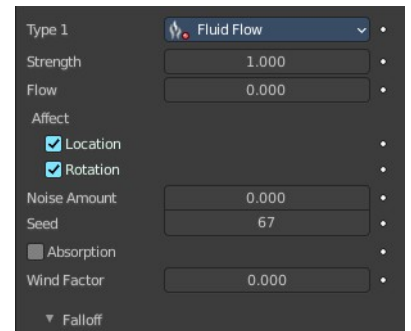 Type 1 Fluid Flow
Strength 1.000
Flow 0.000
Affect
Location
Rotation
Noise Amount 0.000
Seed 67
Absorption
Wind Factor 0.000
Falloff